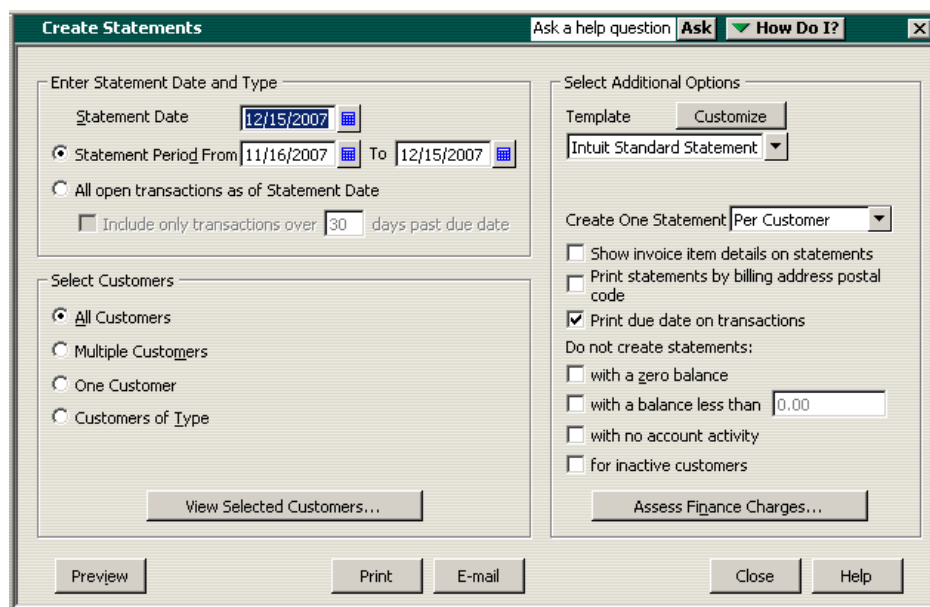 Create Statements Ask a help question Ask How Do I?
Enter Statement Date and Type
Statement Date 12/15/2007
Statement Period From 11/16/2007 To 12/15/2007
All open transactions as of Statement Date
Include only transactions over 30 days past due date
Select Customers
All Customers
Multiple Customers
One Customer
Customers of Type
View Selected Customers...
Select Additional Options
Template Customize
Intuit Standard Statement
Create One Statement Per Customer
Show invoice item details on statements
Print statements by billing address postal
code
Print due date on transactions
Do not create statements:
with a zero balance
with a balance less than 0.00
with no account activity
for inactive customers
Assess Finance Charges...
Preview Print E-mail Close Help